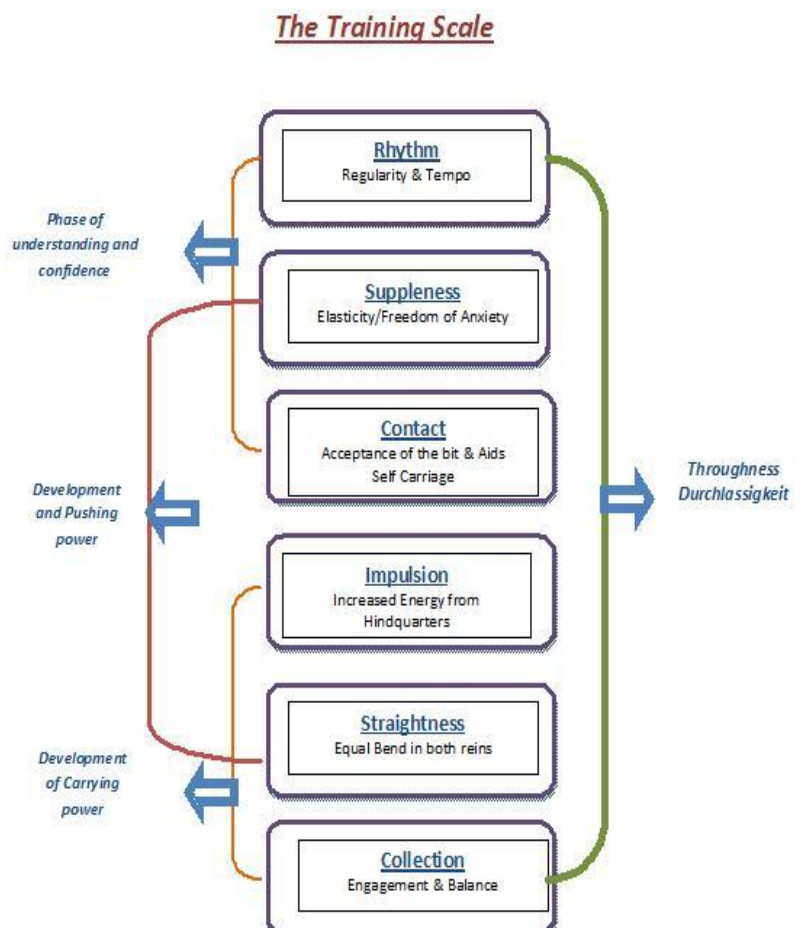 The Training Scale
Rhythm
Regularity & Tempo
Phase of
understanding and
confidence
Suppleness
Elasticity/Freedom of Anxiety
Contact
Acceptance of the bit & Aids
Self Carriage
Development
and Pushing
power
Throughness
Durchlassigkeit
Impulsion
Increased Energy from
Hindquarters
Straightness
Equal Bend in both reins
Development
of Carrying
power
Collection
Engagement & Balance